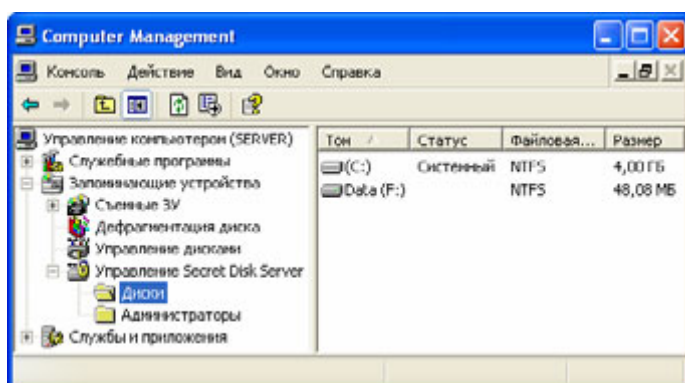 Computer Management
Консоль Действие Вид Окно Справка
Управление компьютером (SERVER)
Служебные программы
Запоминающие устройства
Съемные ЗУ
Дефрагментация диска
Управление дисками
Управление Secret Disk Server
Диски
Администраторы
Службы и приложения
Том Статус Файловая... Размер
(C:) Системный NTFS 4,00 ГБ
Data (F:) NTFS 48,08 МБ